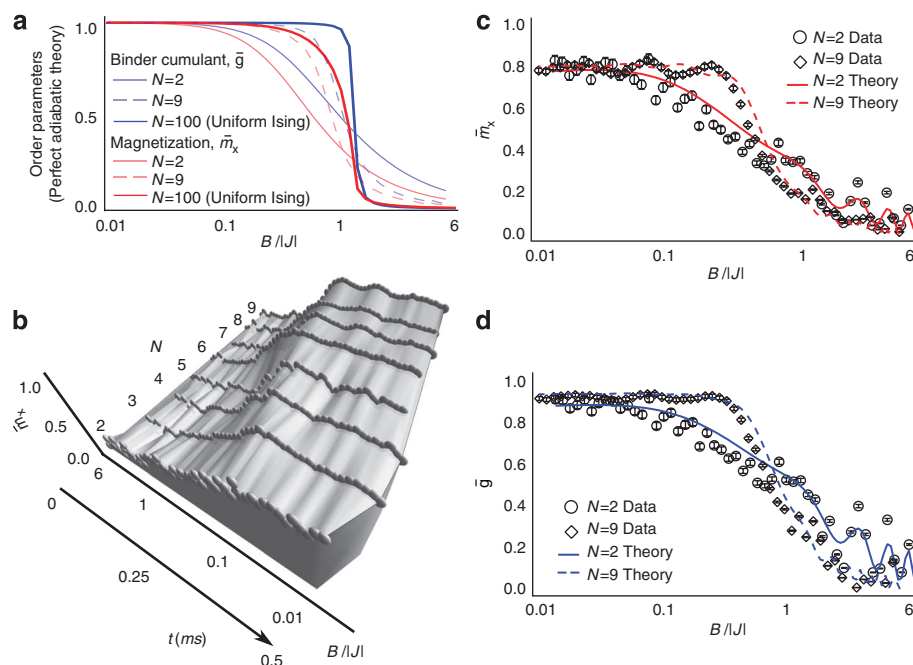 a
Order parameters
(Perfect adiabatic theory)
1.0
0.5
0.0
Binder cumulant, ḡ
N=2
N=9
N=100 (Uniform Ising)
Magnetization, m̄x
N=2
N=9
N=100 (Uniform Ising)
0.01
0.1
1
6
B/|J|
b
N
9
8
7
6
5
4
3
2
1.0
0.5
0.0
6
1
0.1
0.01
B/|J|
0
0.25
0.5
t(ms)
c
m̄x
1.0
0.8
0.6
0.4
0.2
0.0
N=2 Data
N=9 Data
N=2 Theory
N=9 Theory
0.01
0.1
1
6
B/|J|
d
ḡ
1.0
0.8
0.6
0.4
0.2
0.0
N=2 Data
N=9 Data
N=2 Theory
N=9 Theory
0.01
0.1
1
6
B/|J|